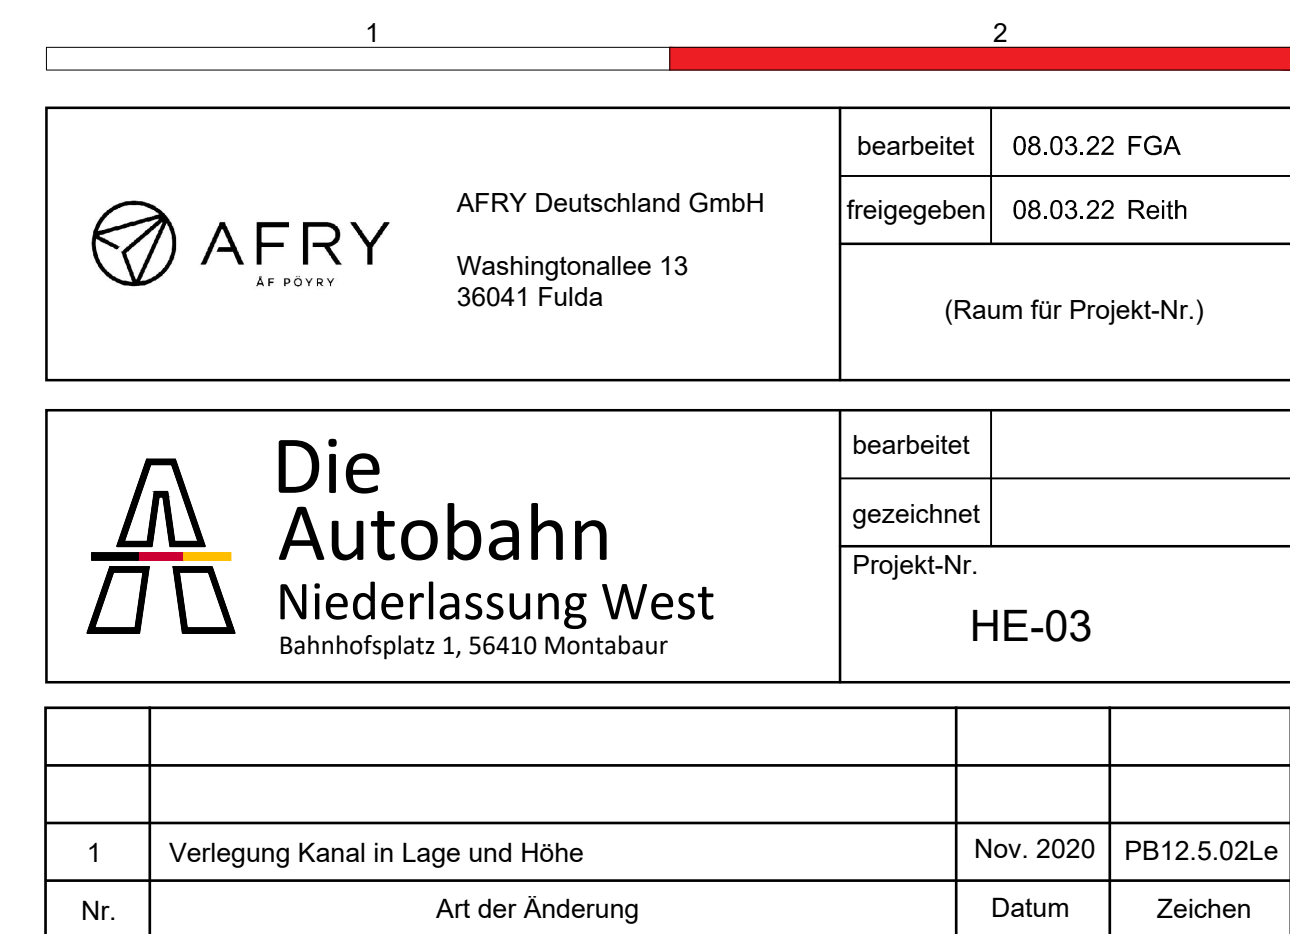 1 2
AFRY
ÅF PÖYRY
AFRY Deutschland GmbH
Washingtonallee 13
36041 Fulda
bearbeitet 08.03.22 FGA
freigegeben 08.03.22 Reith
(Raum für Projekt-Nr.)
Die
Autobahn
Niederlassung West
Bahnhofsplatz 1, 56410 Montabaur
bearbeitet
gezeichnet
Projekt-Nr.
HE-03
1 Verlegung Kanal in Lage und Höhe Nov. 2020 PB12.5.02Le
Nr. Art der Änderung Datum Zeichen